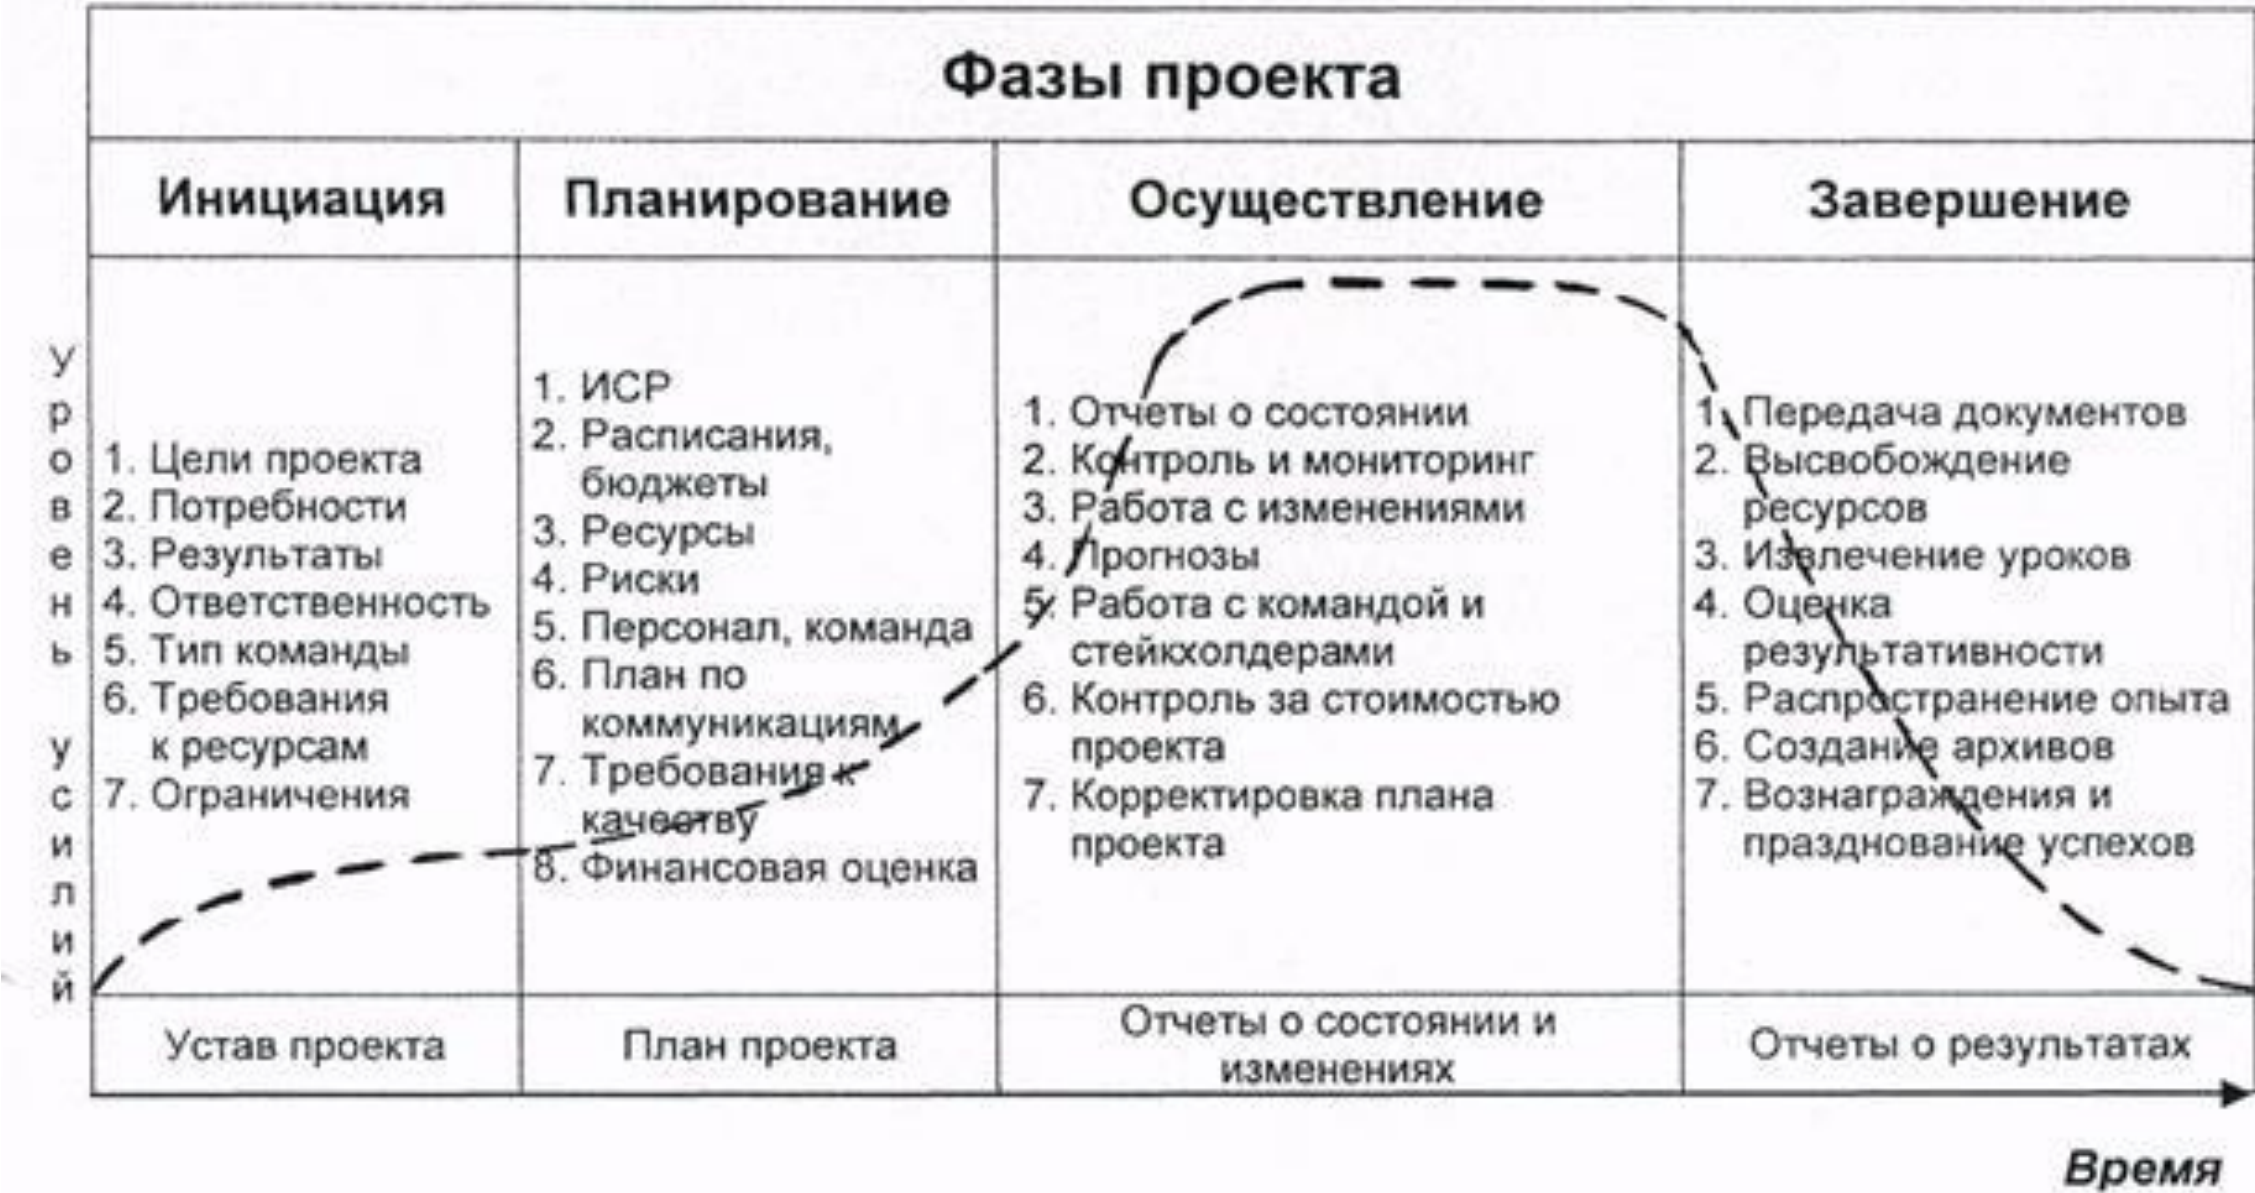 Фазы проекта
Инициация
Планирование
Осуществление
Завершение
Уровень усилий
1. Цели проекта
2. Потребности
3. Результаты
4. Ответственность
5. Тип команды
6. Требования
к ресурсам
7. Ограничения
1. ИСР
2. Расписания,
бюджеты
3. Ресурсы
4. Риски
5. Персонал, команда
6. План по
коммуникациям
7. Требования к
качеству
8. Финансовая оценка
1. Отчеты о состоянии
2. Контроль и мониторинг
3. Работа с изменениями
4. Прогнозы
5. Работа с командой и
стейкхолдерами
6. Контроль за стоимостью
проекта
7. Корректировка плана
проекта
1. Передача документов
2. Высвобождение
ресурсов
3. Извлечение уроков
4. Оценка
результативности
5. Распространение опыта
6. Создание архивов
7. Вознаграждения и
празднование успехов
Устав проекта
План проекта
Отчеты о состоянии и
изменениях
Отчеты о результатах
Время